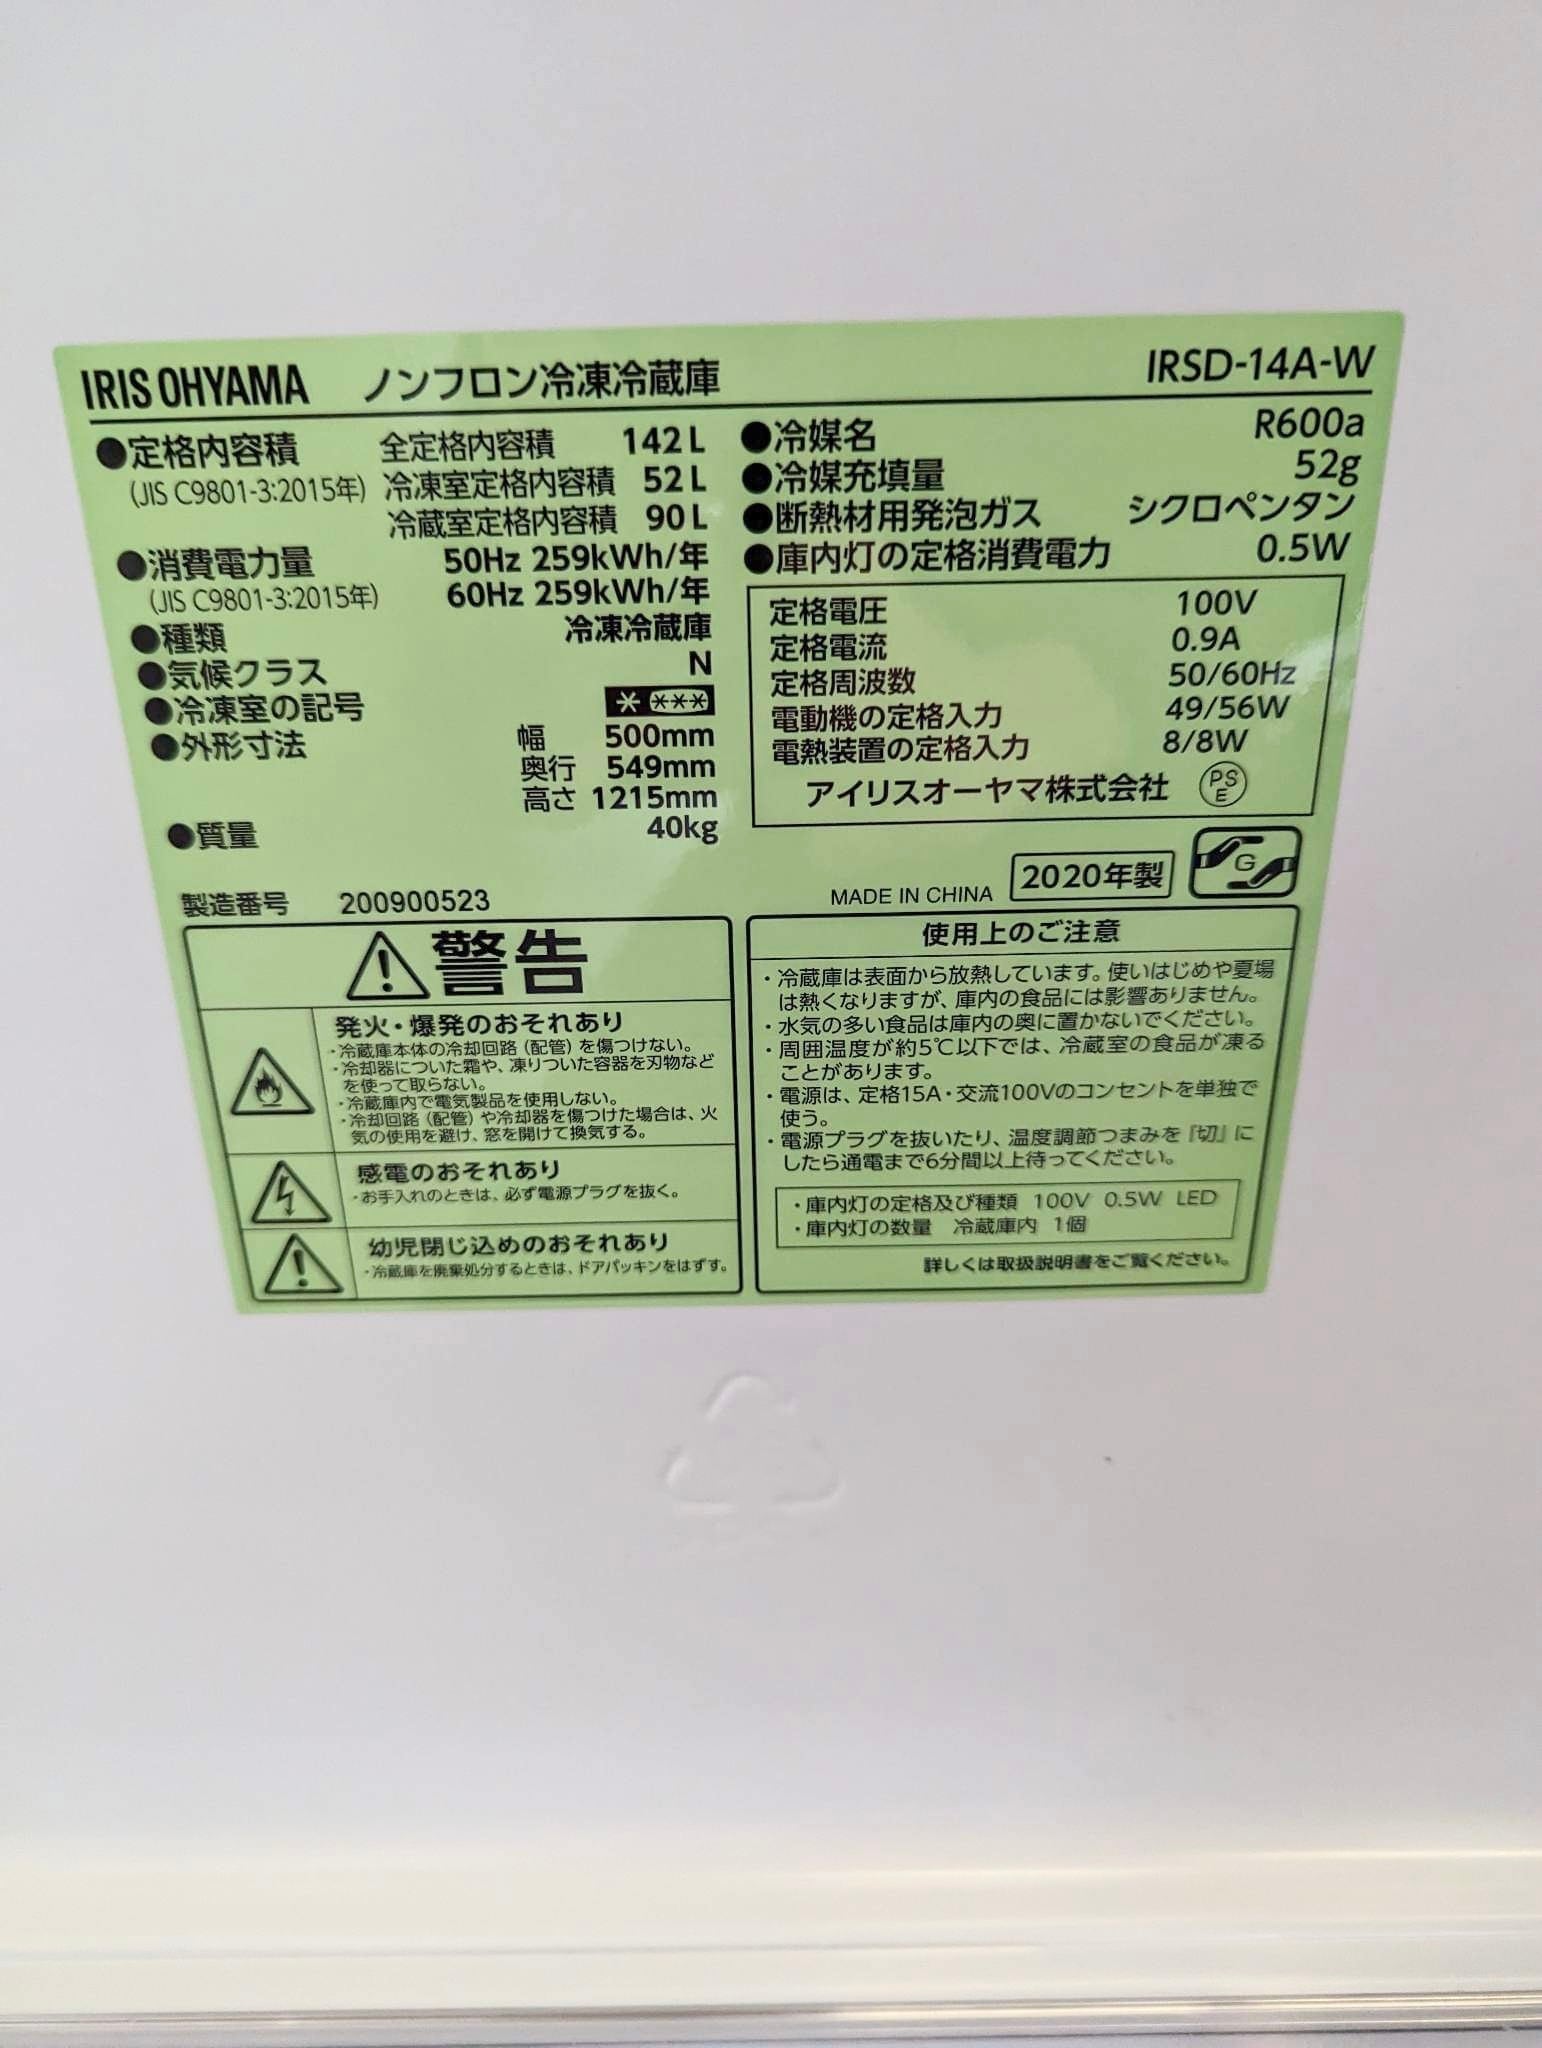 IRIS OHYAMA ノンフロン冷凍冷蔵庫 IRSD-14A-W
●定格内容積 全定格内容積 142L
(JIS C9801-3:2015年) 冷凍室定格内容積 52L
冷蔵室定格内容積 90L
●消費電力量 50Hz 259kWh/年
(JIS C9801-3:2015年) 60Hz 259kWh/年
●種類 冷凍冷蔵庫
●気候クラス N
●冷凍室の記号 * ***
●外形寸法 幅 500mm
奥行 549mm
高さ 1215mm
●質量 40kg
製造番号 200900523
●冷媒名 R600a
●冷媒充填量 52g
●断熱材用発泡ガス シクロペンタン
●庫内灯の定格消費電力 0.5W
定格電圧 100V
定格電流 0.9A
定格周波数 50/60Hz
電動機の定格入力 49/56W
電熱装置の定格入力 8/8W
アイリスオーヤマ株式会社 PSE
MADE IN CHINA 2020年製 G
警告
発火・爆発のおそれあり
・冷蔵庫本体の冷却回路(配管)を傷つけない。
・冷却器についた霜や、凍りついた容器を刃物など
を使って取らない。
・冷蔵庫内で電気製品を使用しない。
・冷却回路(配管)や冷却器を傷つけた場合は、火
気の使用を避け、窓を開けて換気する。
感電のおそれあり
・お手入れのときは、必ず電源プラグを抜く。
幼児閉じ込めのおそれあり
・冷蔵庫を廃棄処分するときは、ドアパッキンをはずす。
使用上のご注意
・冷蔵庫は表面から放熱しています。使いはじめや夏場
は熱くなりますが、庫内の食品には影響ありません。
・水気の多い食品は庫内の奥に置かないでください。
・周囲温度が約5℃以下では、冷蔵室の食品が凍る
ことがあります。
・電源は、定格15A・交流100Vのコンセントを単独で
使う。
・電源プラグを抜いたり、温度調節つまみを『切』に
したら通電まで6分間以上待ってください。
・庫内灯の定格及び種類 100V 0.5W LED
・庫内灯の数量 冷蔵庫内 1個
詳しくは取扱説明書をご覧ください。